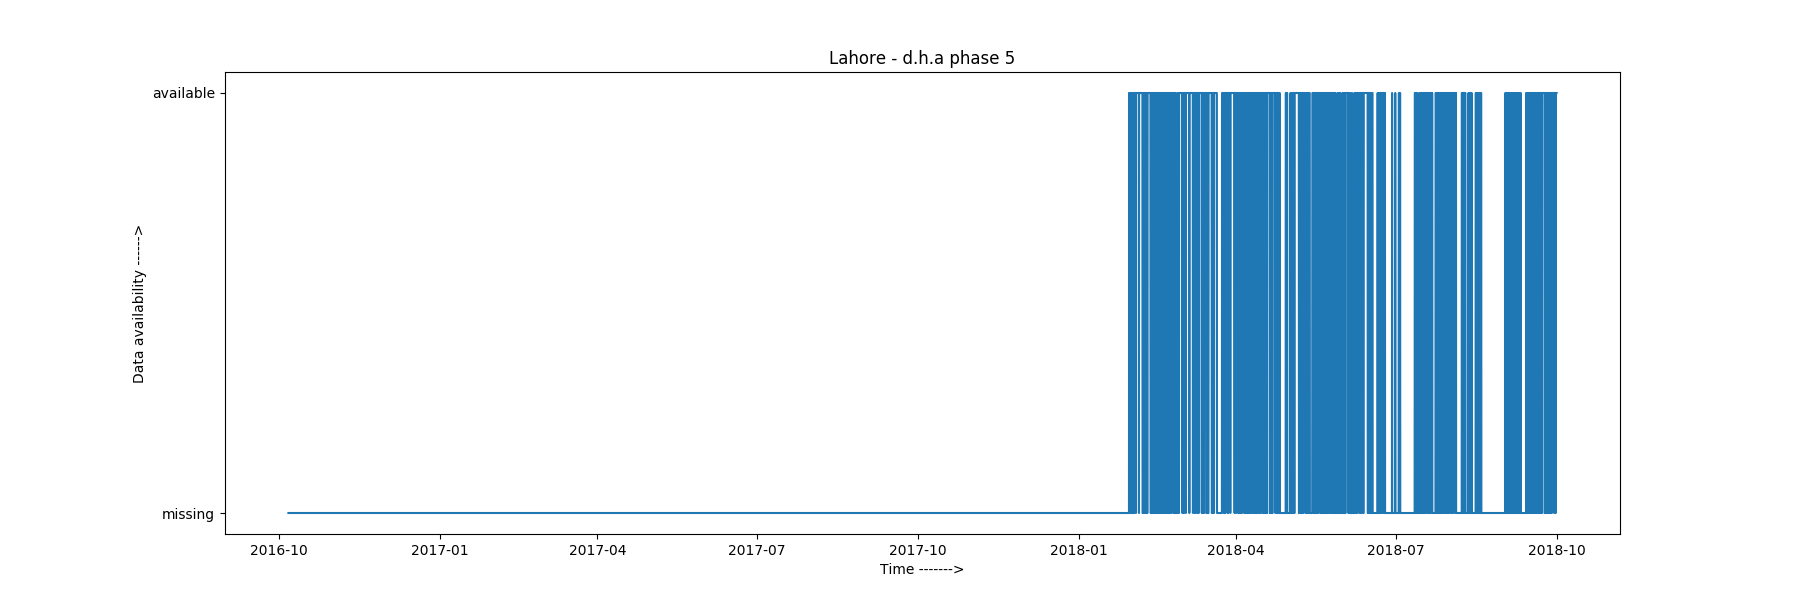 Lahore - d.h.a phase 5
available
Data availability ------->
missing
2016-10 2017-01 2017-04 2017-07 2017-10 2018-01 2018-04 2018-07 2018-10
Time ------->